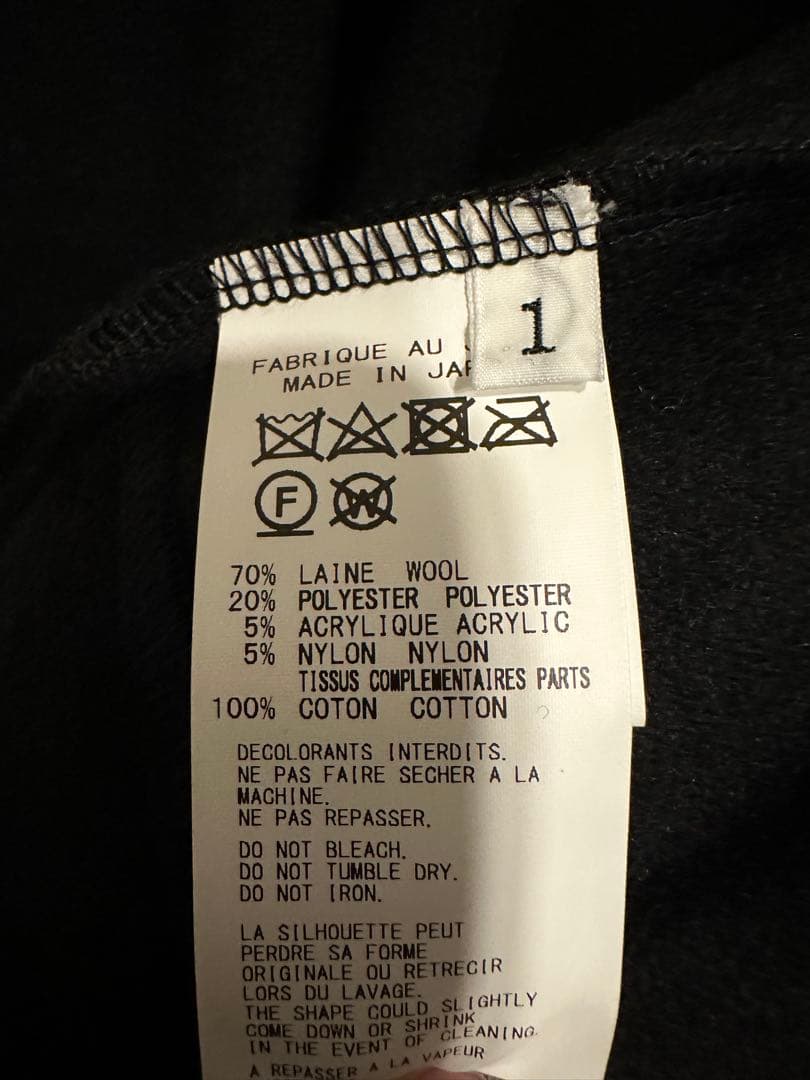 1
FABRIQUE AU
MADE IN
F
W
70% LAINE WOOL
20% POLYESTER POLYESTER
5% ACRYLIQUE ACRYLIC
5% NYLON NYLON
TISSUS COMPLEMENTAIRES PARTS
100% COTON COTTON
DECOLORANTS INTERDITS.
NE PAS FAIRE SECHER A LA
MACHINE.
NE PAS REPASSER.
DO NOT BLEACH.
DO NOT TUMBLE DRY.
DO NOT IRON.
LA SILHOUETTE PEUT
PERDRE SA FORME
ORIGINALE OU RETRECIR
LORS DU LAVAGE.
THE SHAPE COULD SLIGHTLY
COME DOWN OR SHRINK
IN THE EVENT OF CLEANING.
A REPASSER A LA VAPEUR